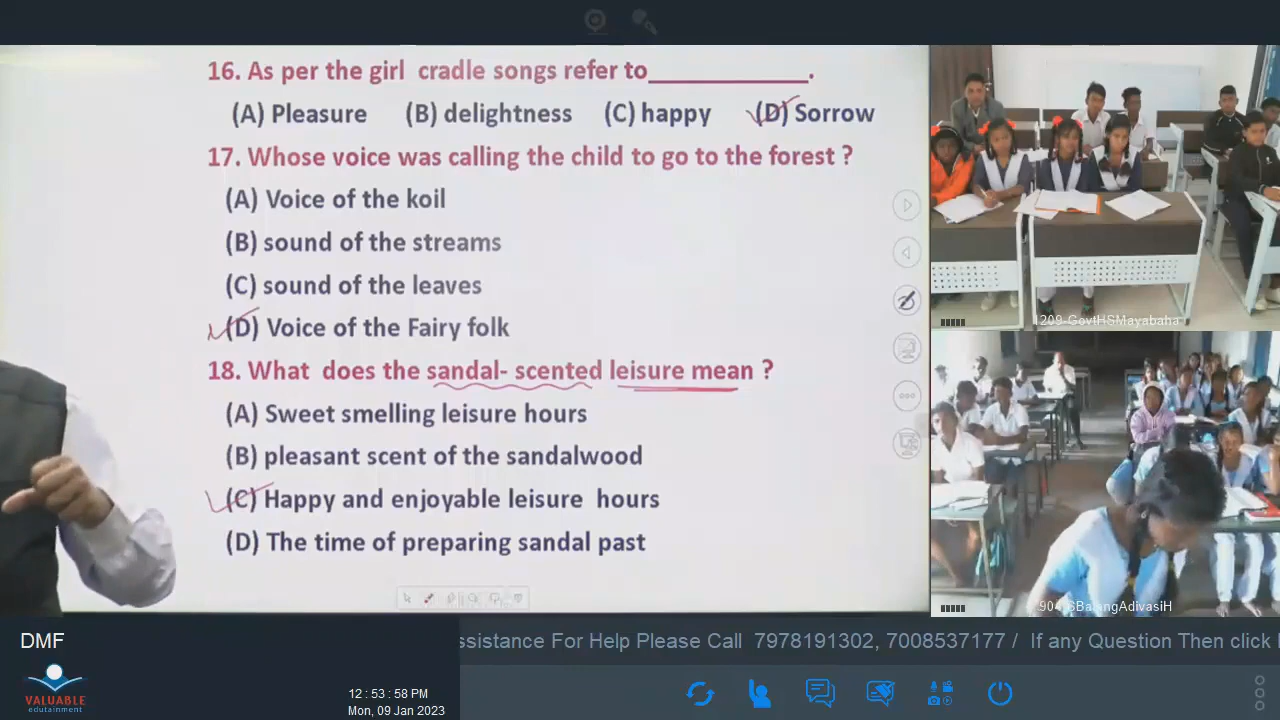 16. As per the girl cradle songs refer to____________.
(A) Pleasure (B) delightness (C) happy (D) Sorrow
17. Whose voice was calling the child to go to the forest ?
(A) Voice of the koil
(B) sound of the streams
(C) sound of the leaves
(D) Voice of the Fairy folk
18. What does the sandal- scented leisure mean ?
(A) Sweet smelling leisure hours
(B) pleasant scent of the sandalwood
(C) Happy and enjoyable leisure hours
(D) The time of preparing sandal past
1209-GovtHSMayabaha
DMF
ssistance For Help Please Call 7978191302, 7008537177 / If any Question Then click
VALUABLE
edutainment
12 : 53 : 58 PM
Mon, 09 Jan 2023